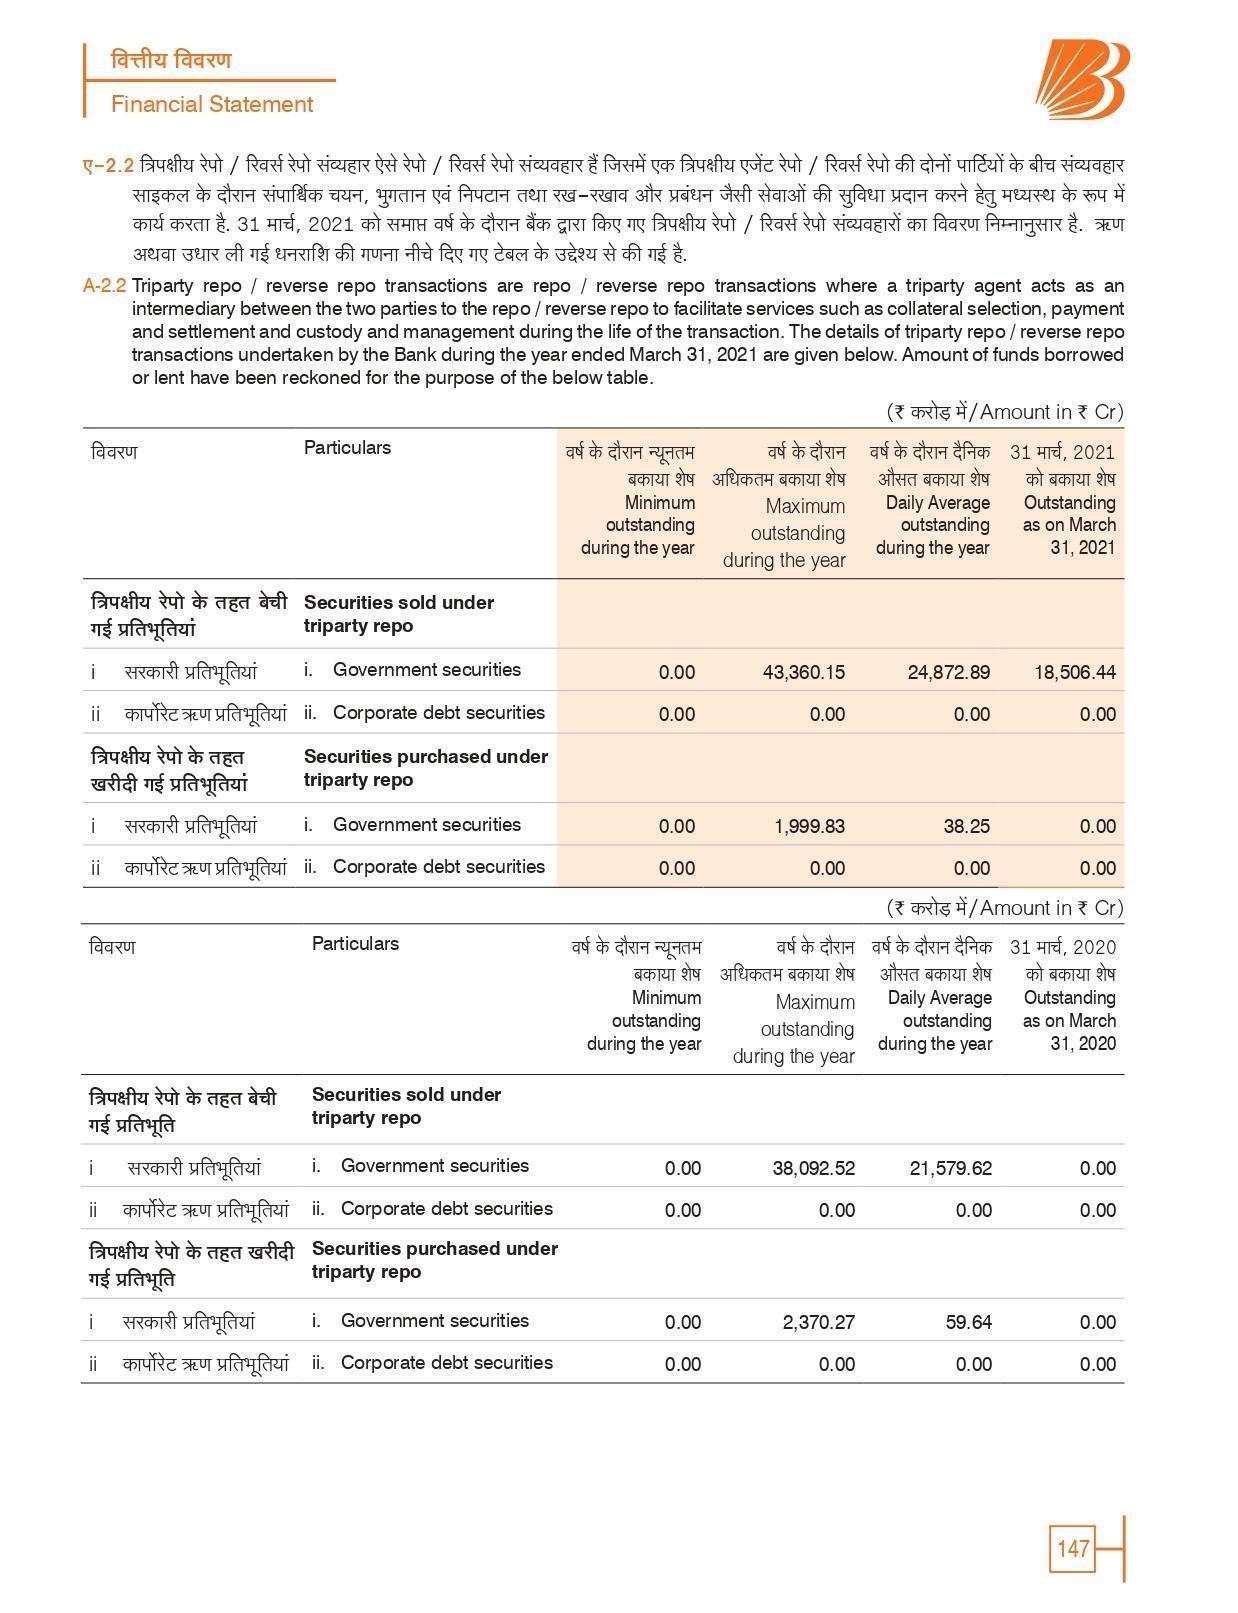 वित्तीय विवरण
Financial Statement
ए-2.2 त्रिपक्षीय रेपो / रिवर्स रेपो संव्यहार ऐसे रेपो / रिवर्स रेपो संव्यवहार हैं जिसमें एक त्रिपक्षीय एजेंट रेपो / रिवर्स रेपो की दोनों पार्टियों के बीच संव्यवहार
साइकल के दौरान संपार्श्विक चयन, भुगतान एवं निपटान तथा रख-रखाव और प्रबंधन जैसी सेवाओं की सुविधा प्रदान करने हेतु मध्यस्थ के रूप में
कार्य करता है. 31 मार्च, 2021 को समाप्त वर्ष के दौरान बैंक द्वारा किए गए त्रिपक्षीय रेपो / रिवर्स रेपो संव्यवहारों का विवरण निम्नानुसार है. ऋण
अथवा उधार ली गई धनराशि की गणना नीचे दिए गए टेबल के उद्देश्य से की गई है.
A-2.2 Triparty repo / reverse repo transactions are repo / reverse repo transactions where a triparty agent acts as an
intermediary between the two parties to the repo / reverse repo to facilitate services such as collateral selection, payment
and settlement and custody and management during the life of the transaction. The details of triparty repo / reverse repo
transactions undertaken by the Bank during the year ended March 31, 2021 are given below. Amount of funds borrowed
or lent have been reckoned for the purpose of the below table.
(₹ करोड़ में/Amount in ₹ Cr)
विवरण Particulars वर्ष के दौरान न्यूनतम वर्ष के दौरान वर्ष के दौरान दैनिक 31 मार्च, 2021
बकाया शेष अधिकतम बकाया शेष औसत बकाया शेष को बकाया शेष
Minimum Maximum Daily Average Outstanding
outstanding outstanding outstanding as on March
during the year during the year during the year 31, 2021
त्रिपक्षीय रेपो के तहत बेची Securities sold under
गई प्रतिभूतियां triparty repo
i सरकारी प्रतिभूतियां i. Government securities 0.00 43,360.15 24,872.89 18,506.44
ii कार्पोरेट ऋण प्रतिभूतियां ii. Corporate debt securities 0.00 0.00 0.00 0.00
त्रिपक्षीय रेपो के तहत Securities purchased under
खरीदी गई प्रतिभूतियां triparty repo
i सरकारी प्रतिभूतियां i. Government securities 0.00 1,999.83 38.25 0.00
ii कार्पोरेट ऋण प्रतिभूतियां ii. Corporate debt securities 0.00 0.00 0.00 0.00
(₹ करोड़ में/Amount in ₹ Cr)
विवरण Particulars वर्ष के दौरान न्यूनतम वर्ष के दौरान वर्ष के दौरान दैनिक 31 मार्च, 2020
बकाया शेष अधिकतम बकाया शेष औसत बकाया शेष को बकाया शेष
Minimum Maximum Daily Average Outstanding
outstanding outstanding outstanding as on March
during the year during the year during the year 31, 2020
त्रिपक्षीय रेपो के तहत बेची Securities sold under
गई प्रतिभूति triparty repo
i सरकारी प्रतिभूतियां i. Government securities 0.00 38,092.52 21,579.62 0.00
ii कार्पोरेट ऋण प्रतिभूतियां ii. Corporate debt securities 0.00 0.00 0.00 0.00
त्रिपक्षीय रेपो के तहत खरीदी Securities purchased under
गई प्रतिभूति triparty repo
i सरकारी प्रतिभूतियां i. Government securities 0.00 2,370.27 59.64 0.00
ii कार्पोरेट ऋण प्रतिभूतियां ii. Corporate debt securities 0.00 0.00 0.00 0.00
147